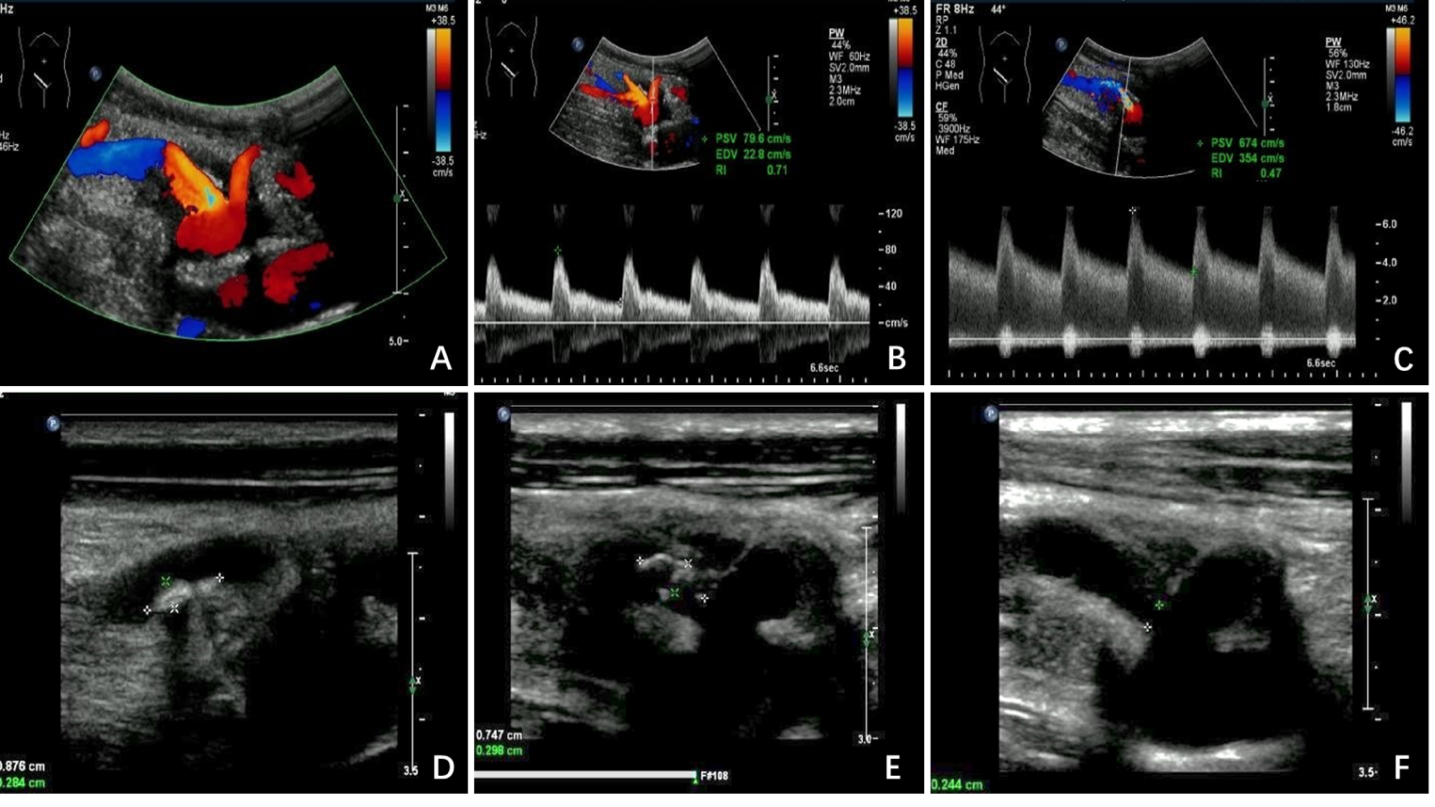 Hz
M3 M6
+38.5
46Hz
-38.5
cm/s
5.0
A
+38.5
PW
44%
WF 60Hz
SV2.0mm
M3
2.3MHz
2.0cm
-38.5
cm/s
PSV 79.6 cm/s
EDV 22.8 cm/s
RI 0.71
-120
-80
-40
-cm/s
6.6sec
B
FR 8Hz 44°
RP
Z 1.1
2D
44%
C 48
P Med
HGen
CF
59%
3900Hz
WF 175Hz
Med
M3 M6
+46.2
PW
56%
WF 130Hz
SV2.0mm
M3
2.3MHz
1.8cm
-46.2
cm/s
PSV 674 cm/s
EDV 354 cm/s
RI 0.47
-6.0
-4.0
-2.0
6.6sec
C
0.876 cm
0.284 cm
3.5
D
0.747 cm
0.298 cm
3.0
F#108
E
0.244 cm
3.5
F